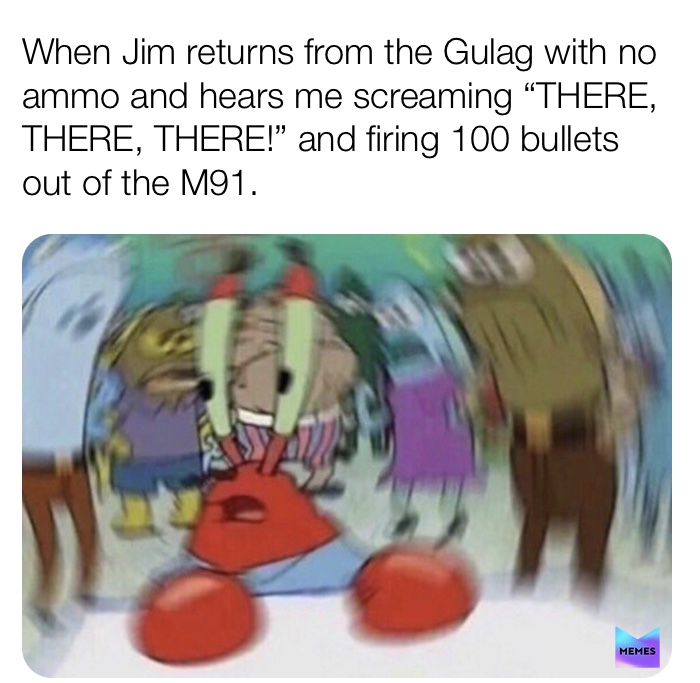 When Jim returns from the Gulag with no
ammo and hears me screaming “THERE,
THERE, THERE!” and firing 100 bullets
out of the M91.
MEMES